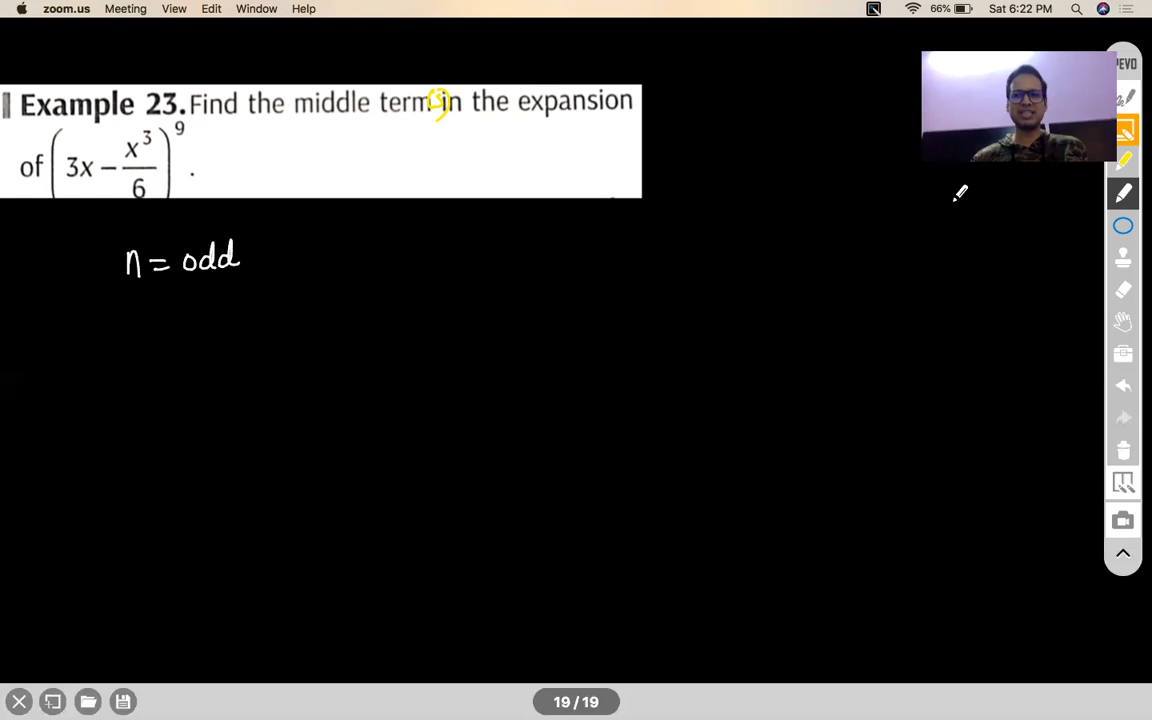 zoom.us Meeting View Edit Window Help 66% Sat 6:22 PM
Example 23. Find the middle term(s) in the expansion
of (3x − x³/6)⁹ .
n = odd
19 / 19